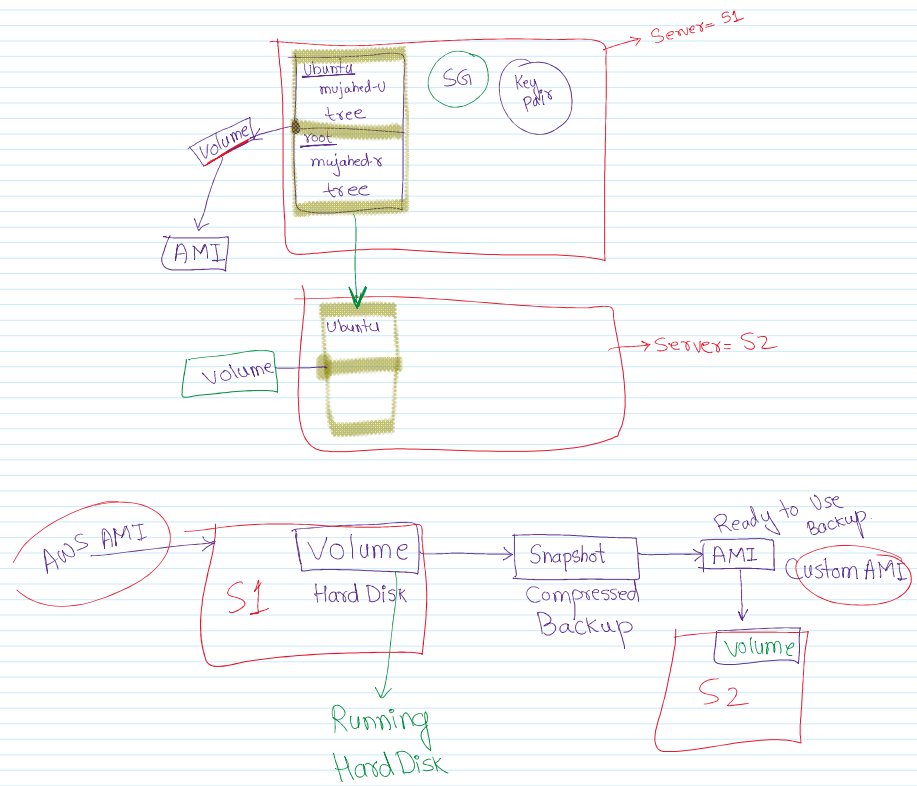 Server= S1
Ubuntu
mujahed-U
tree
SG
Key
pair
Volume
root
mujahed-r
tree
AMI
Ubuntu
Server= S2
Volume
AWS AMI
Volume
Hard Disk
S1
Snapshot
Compressed
Backup
Ready to Use
Backup.
AMI
Custom AMI
Volume
S2
Running
Hard Disk